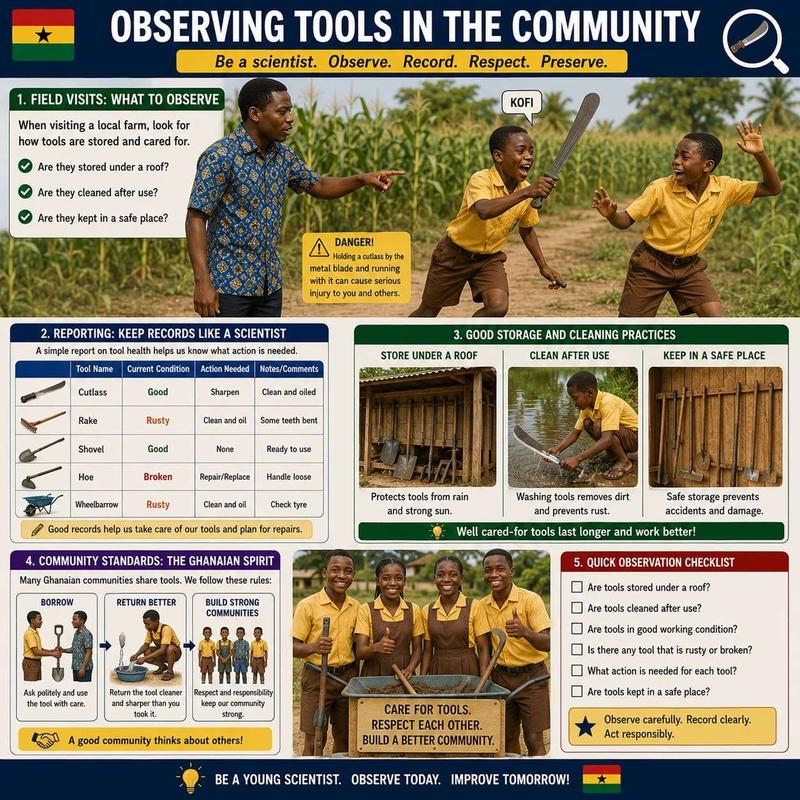 OBSERVING TOOLS IN THE COMMUNITY
Be a scientist. Observe. Record. Respect. Preserve.
1. FIELD VISITS: WHAT TO OBSERVE
When visiting a local farm, look for
how tools are stored and cared for.
Are they stored under a roof?
Are they cleaned after use?
Are they kept in a safe place?
KOFI
DANGER!
Holding a cutlass by the
metal blade and running
with it can cause serious
injury to you and others.
2. REPORTING: KEEP RECORDS LIKE A SCIENTIST
A simple report on tool health helps us know what action is needed.
Tool Name Current Condition Action Needed Notes/Comments
Cutlass Good Sharpen Clean and oiled
Rake Rusty Clean and oil Some teeth bent
Shovel Good None Ready to use
Hoe Broken Repair/Replace Handle loose
Wheelbarrow Rusty Clean and oil Check tyre
Good records help us take care of our tools and plan for repairs.
3. GOOD STORAGE AND CLEANING PRACTICES
STORE UNDER A ROOF
Protects tools from rain
and strong sun.
CLEAN AFTER USE
Washing tools removes dirt
and prevents rust.
KEEP IN A SAFE PLACE
Safe storage prevents
accidents and damage.
Well cared-for tools last longer and work better!
4. COMMUNITY STANDARDS: THE GHANAIAN SPIRIT
Many Ghanaian communities share tools. We follow these rules:
BORROW
Ask politely and use
the tool with care.
RETURN BETTER
Return the tool cleaner
and sharper than you
took it.
BUILD STRONG
COMMUNITIES
Respect and responsibility
keep our community
strong.
A good community thinks about others!
CARE FOR TOOLS.
RESPECT EACH OTHER.
BUILD A BETTER COMMUNITY.
5. QUICK OBSERVATION CHECKLIST
Are tools stored under a roof?
Are tools cleaned after use?
Are tools in good working condition?
Is there any tool that is rusty or broken?
What action is needed for each tool?
Are tools kept in a safe place?
Observe carefully. Record clearly.
Act responsibly.
BE A YOUNG SCIENTIST. OBSERVE TODAY. IMPROVE TOMORROW!